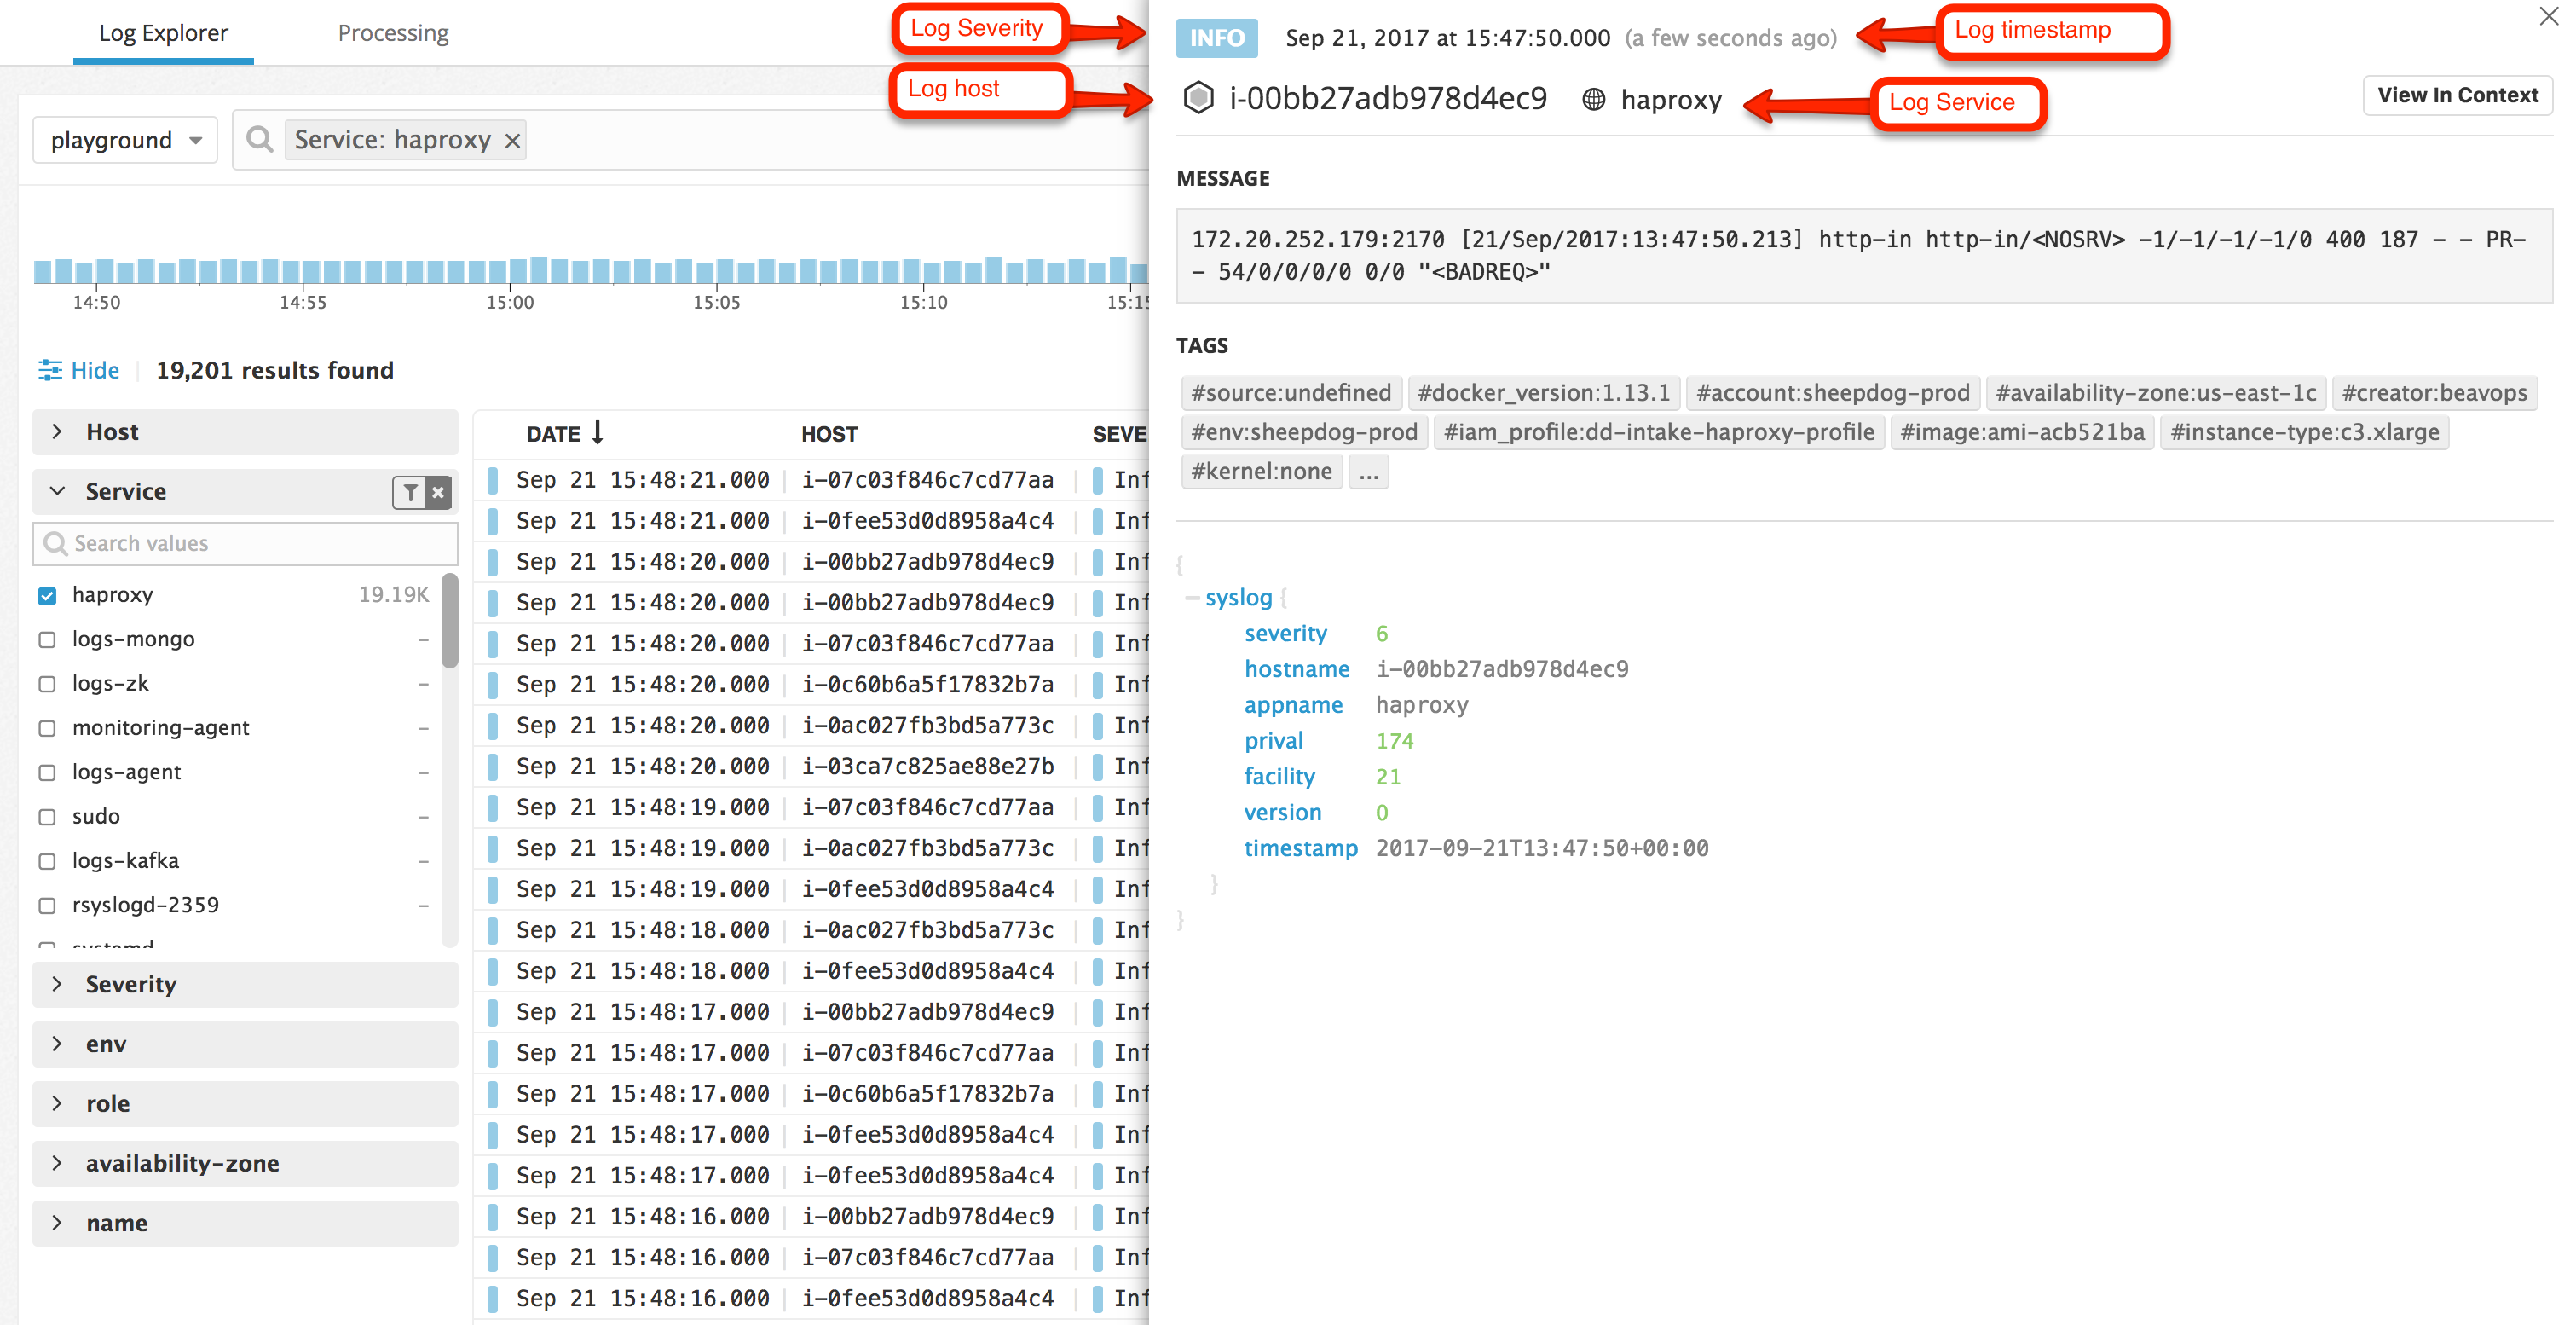 Log Explorer
Processing
playground
Service: haproxy
14:50
14:55
15:00
15:05
15:10
15:15
Hide
19,201 results found
Host
Service
Search values
haproxy 19.19K
logs-mongo –
logs-zk –
monitoring-agent –
logs-agent –
sudo –
logs-kafka –
rsyslogd-2359 –
systemd
Severity
env
role
availability-zone
name
DATE HOST SEVE
Sep 21 15:48:21.000 i-07c03f846c7cd77aa Inf
Sep 21 15:48:21.000 i-0fee53d0d8958a4c4 Inf
Sep 21 15:48:20.000 i-00bb27adb978d4ec9 Inf
Sep 21 15:48:20.000 i-00bb27adb978d4ec9 Inf
Sep 21 15:48:20.000 i-07c03f846c7cd77aa Inf
Sep 21 15:48:20.000 i-0c60b6a5f17832b7a Inf
Sep 21 15:48:20.000 i-0ac027fb3bd5a773c Inf
Sep 21 15:48:20.000 i-03ca7c825ae88e27b Inf
Sep 21 15:48:19.000 i-07c03f846c7cd77aa Inf
Sep 21 15:48:19.000 i-0ac027fb3bd5a773c Inf
Sep 21 15:48:19.000 i-0fee53d0d8958a4c4 Inf
Sep 21 15:48:18.000 i-0ac027fb3bd5a773c Inf
Sep 21 15:48:18.000 i-0fee53d0d8958a4c4 Inf
Sep 21 15:48:17.000 i-00bb27adb978d4ec9 Inf
Sep 21 15:48:17.000 i-07c03f846c7cd77aa Inf
Sep 21 15:48:17.000 i-0c60b6a5f17832b7a Inf
Sep 21 15:48:17.000 i-0fee53d0d8958a4c4 Inf
Sep 21 15:48:17.000 i-0fee53d0d8958a4c4 Inf
Sep 21 15:48:16.000 i-00bb27adb978d4ec9 Inf
Sep 21 15:48:16.000 i-07c03f846c7cd77aa Inf
Sep 21 15:48:16.000 i-0fee53d0d8958a4c4 Inf
Log Severity
INFO
Sep 21, 2017 at 15:47:50.000 (a few seconds ago)
Log timestamp
Log host
i-00bb27adb978d4ec9
haproxy
Log Service
View In Context
MESSAGE
172.20.252.179:2170 [21/Sep/2017:13:47:50.213] http-in http-in/<NOSRV> -1/-1/-1/-1/0 400 187 - - PR-
- 54/0/0/0/0 0/0 "<BADREQ>"
TAGS
#source:undefined #docker_version:1.13.1 #account:sheepdog-prod #availability-zone:us-east-1c #creator:beavops
#env:sheepdog-prod #iam_profile:dd-intake-haproxy-profile #image:ami-acb521ba #instance-type:c3.xlarge
#kernel:none ...
{
syslog {
severity 6
hostname i-00bb27adb978d4ec9
appname haproxy
prival 174
facility 21
version 0
timestamp 2017-09-21T13:47:50+00:00
}
}